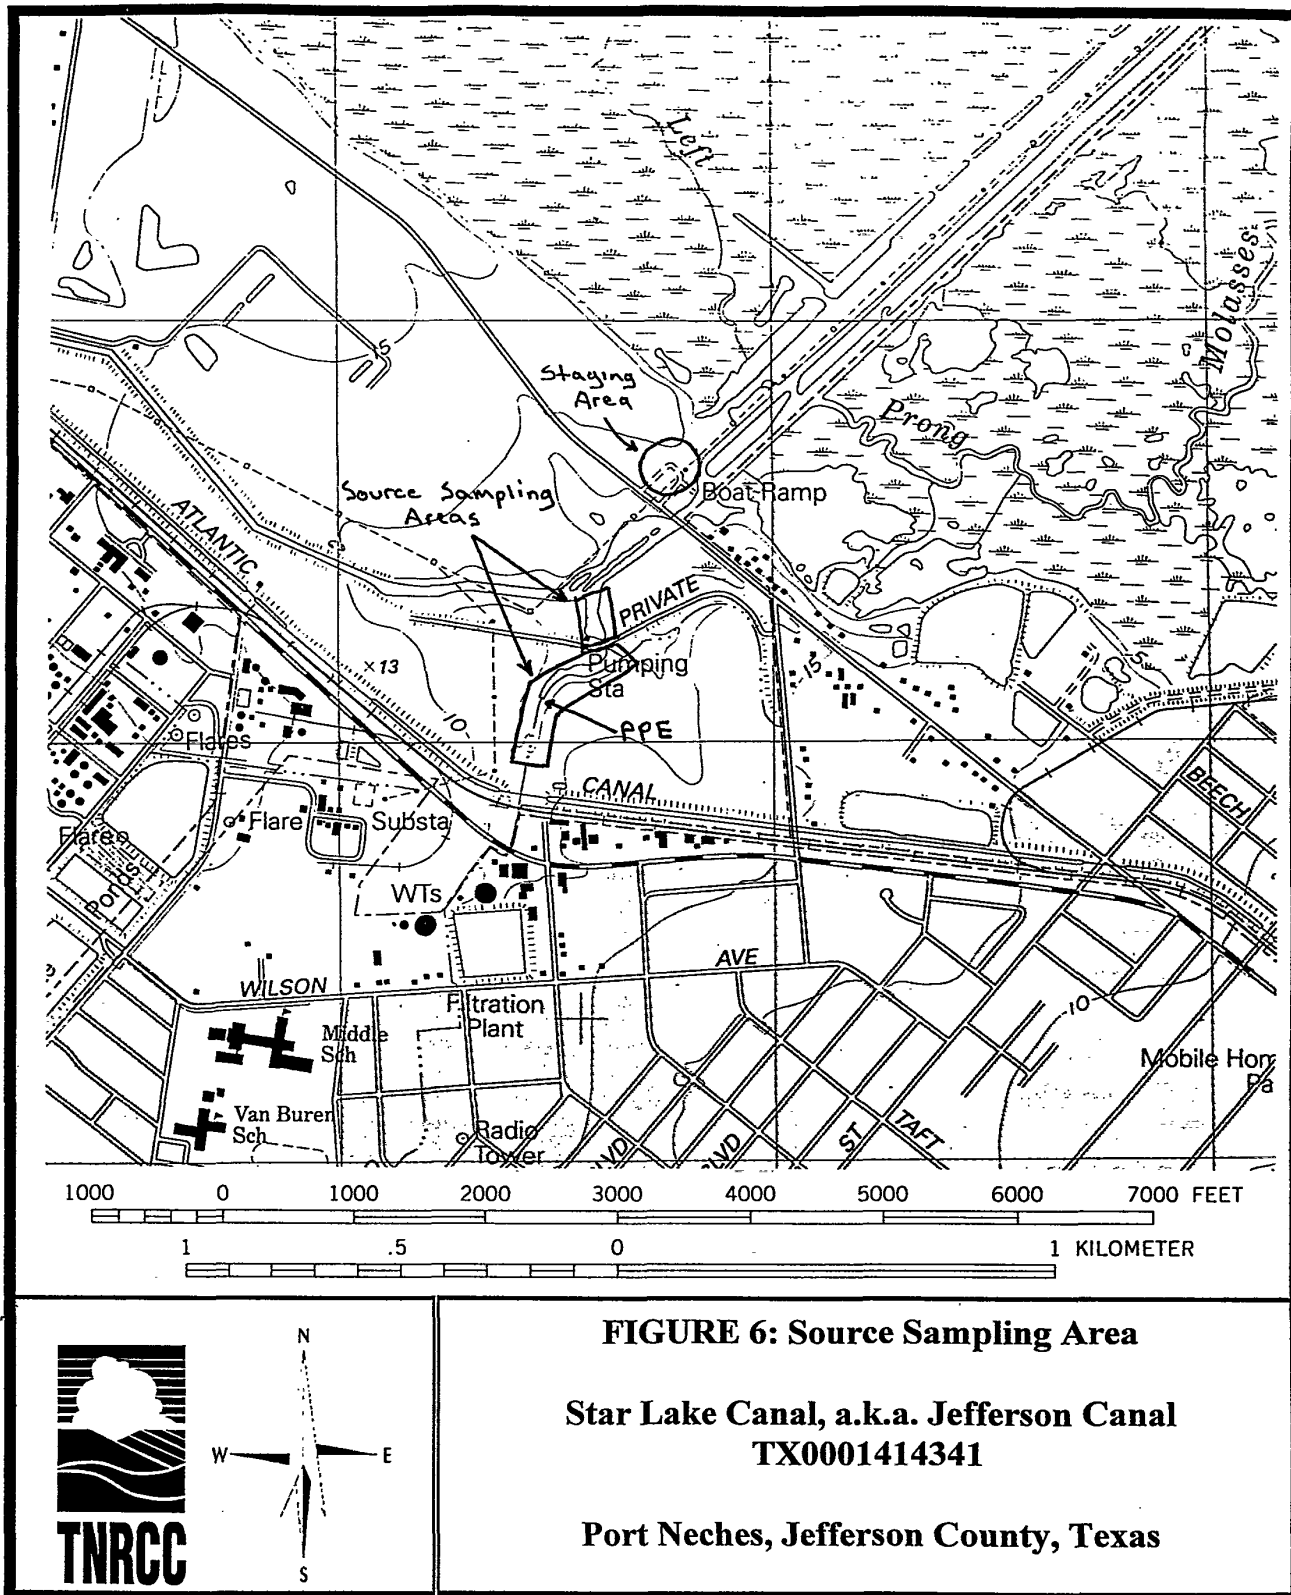 Left
Molasses
Prong
5
Staging
Area
Boat Ramp
Source Sampling
Areas
ATLANTIC
PRIVATE
×13
Pumping
Sta
15
5
10
PPE
Flares
CANAL
BEECH
Flare
Substa
Flare
Ponds
WTs
AVE
WILSON
10
Filtration
Plant
Middle
Sch
Mobile Hom
Pa
Van Buren
Sch
Radio
Tower
LVD
BLVD
ST
TAFT
1000 0 1000 2000 3000 4000 5000 6000 7000 FEET
1 .5 0 1 KILOMETER
N
W E
S
TNRCC
FIGURE 6: Source Sampling Area
Star Lake Canal, a.k.a. Jefferson Canal
TX0001414341
Port Neches, Jefferson County, Texas